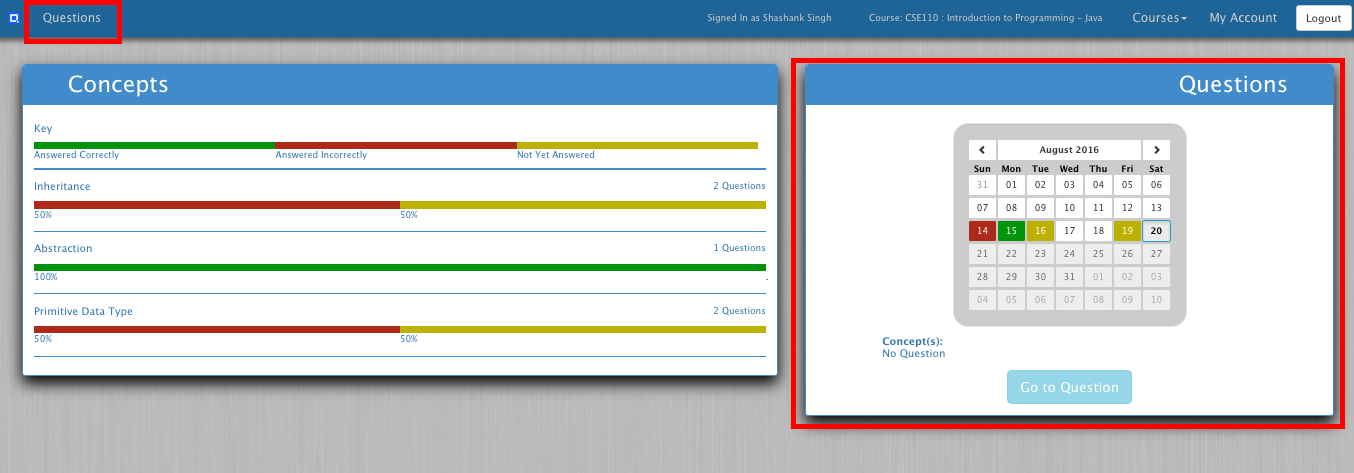 Questions Signed In as Shashank Singh Course: CSE110 : Introduction to Programming - Java Courses My Account Logout
Concepts
Key
Answered Correctly Answered Incorrectly Not Yet Answered
Inheritance 2 Questions
50% 50%
Abstraction 1 Questions
100%
Primitive Data Type 2 Questions
50% 50%
Questions
August 2016
Sun Mon Tue Wed Thu Fri Sat
31 01 02 03 04 05 06
07 08 09 10 11 12 13
14 15 16 17 18 19 20
21 22 23 24 25 26 27
28 29 30 31 01 02 03
04 05 06 07 08 09 10
Concept(s):
No Question
Go to Question